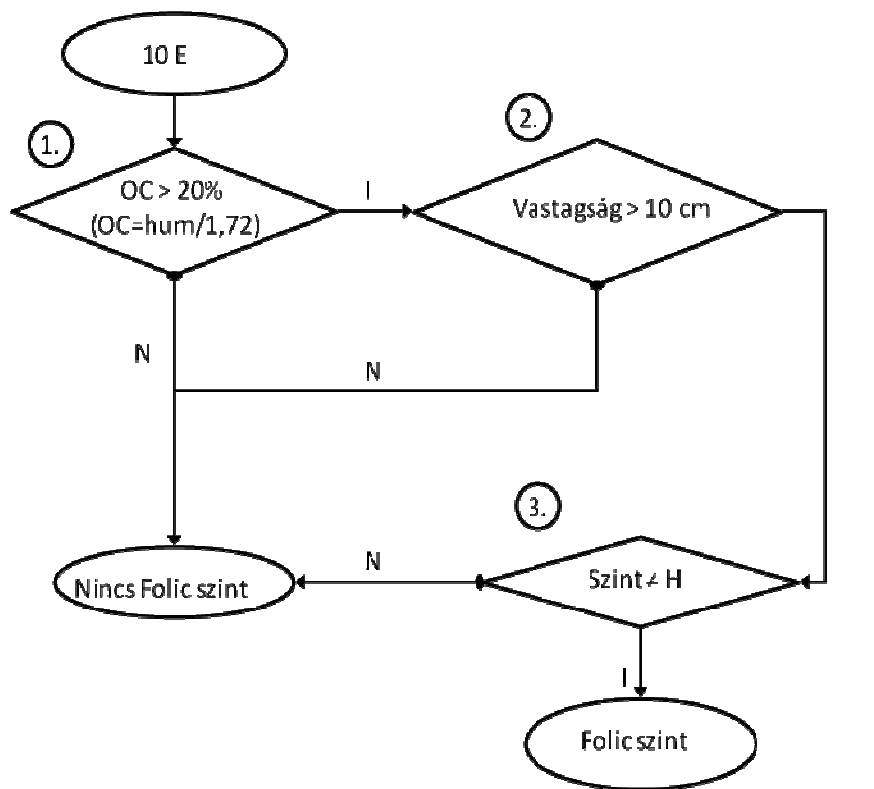 10 E
1.
OC > 20%
(OC=hum/1,72)
I
2.
Vastagság > 10 cm
N
N
3.
Szint ≠ H
N
Nincs Folic szint
I
Folic szint